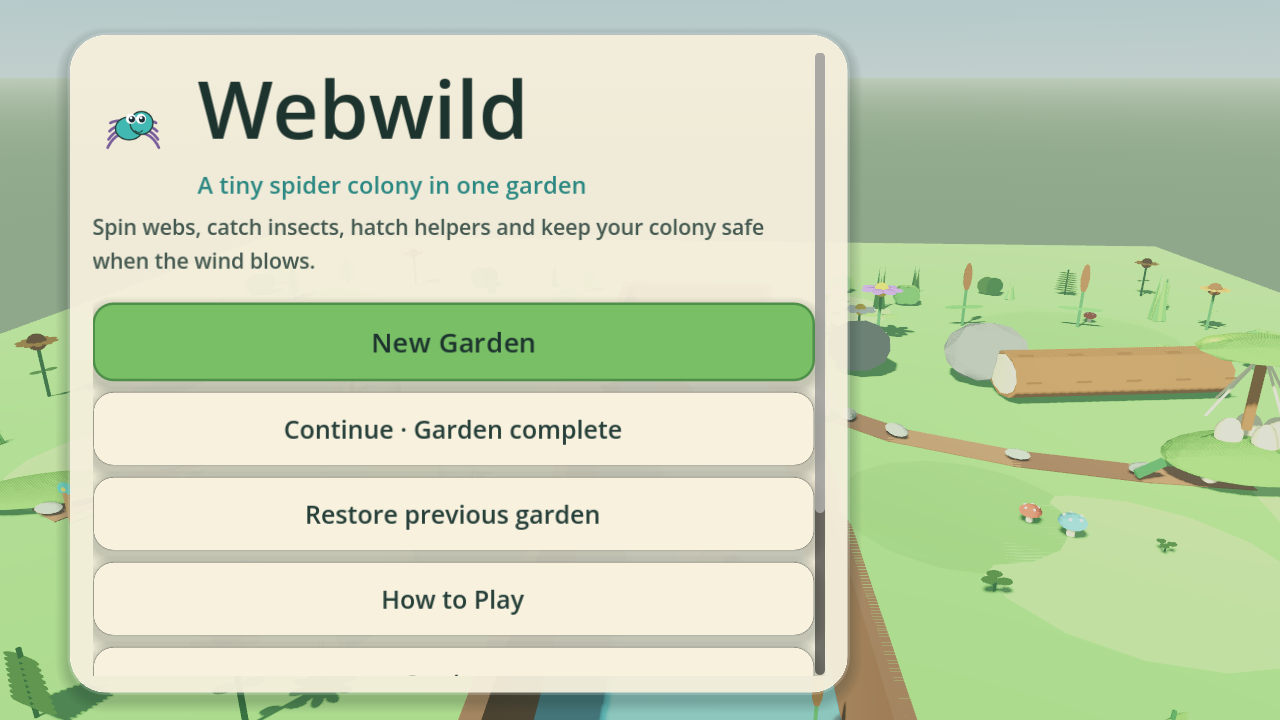 Webwild
A tiny spider colony in one garden
Spin webs, catch insects, hatch helpers and keep your colony safe
when the wind blows.
New Garden
Continue · Garden complete
Restore previous garden
How to Play